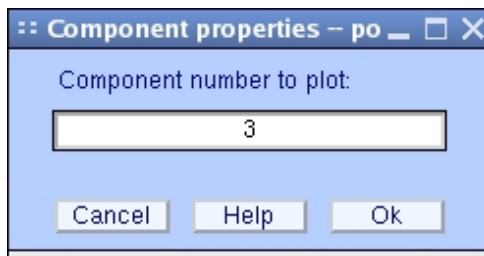 Component properties -- po
Component number to plot:
3
Cancel Help Ok